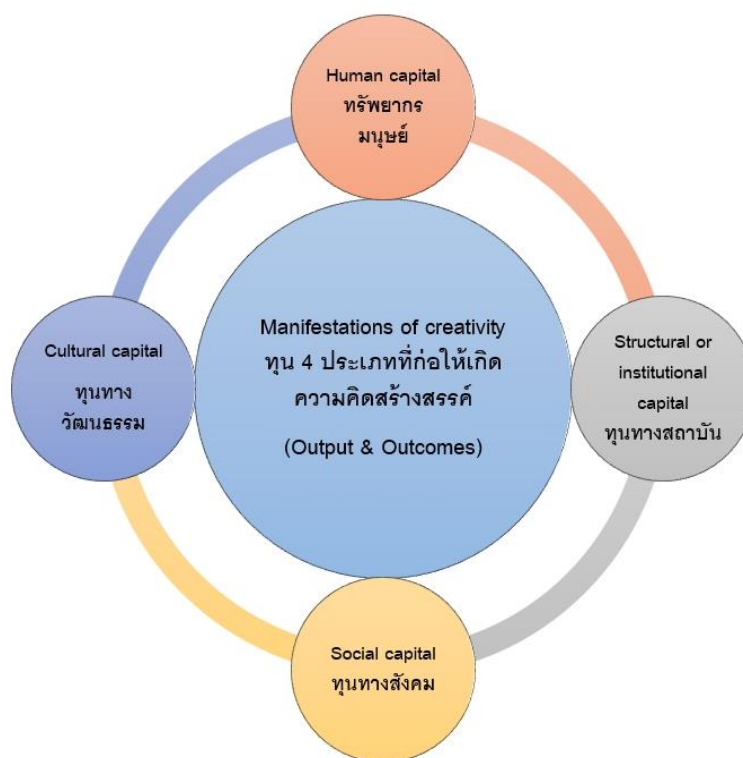 Human capital
ทรัพยากร
มนุษย์
Manifestations of creativity
ทุน 4 ประเภทที่ก่อให้เกิด
ความคิดสร้างสรรค์
(Output & Outcomes)
Cultural capital
ทุนทาง
วัฒนธรรม
Structural or
institutional
capital
ทุนทางสถาบัน
Social capital
ทุนทางสังคม